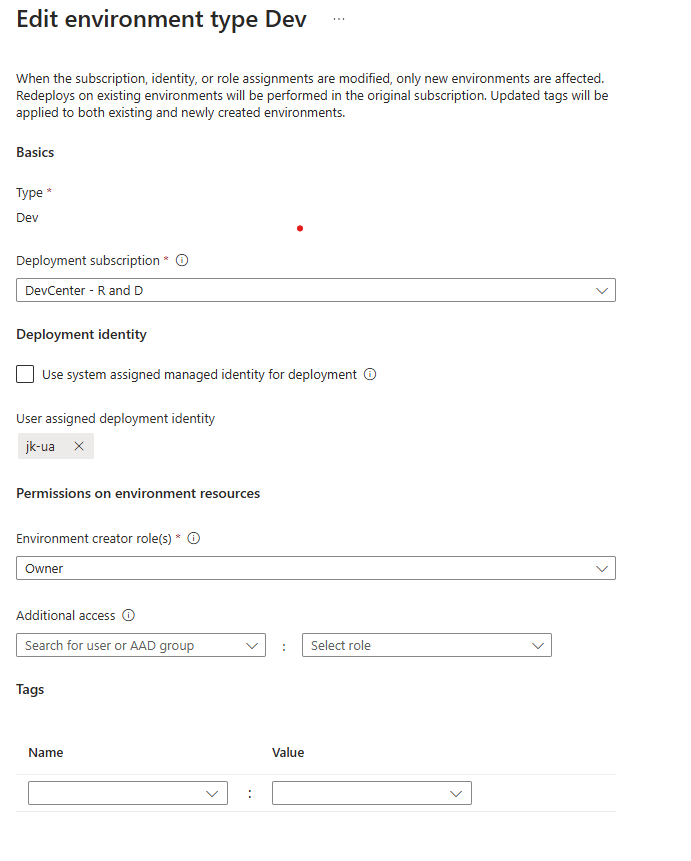 Edit environment type Dev ...
When the subscription, identity, or role assignments are modified, only new environments are affected.
Redeploys on existing environments will be performed in the original subscription. Updated tags will be
applied to both existing and newly created environments.
Basics
Type *
Dev
Deployment subscription *
DevCenter - R and D
Deployment identity
Use system assigned managed identity for deployment
User assigned deployment identity
jk-ua
Permissions on environment resources
Environment creator role(s) *
Owner
Additional access
Search for user or AAD group : Select role
Tags
Name Value
: